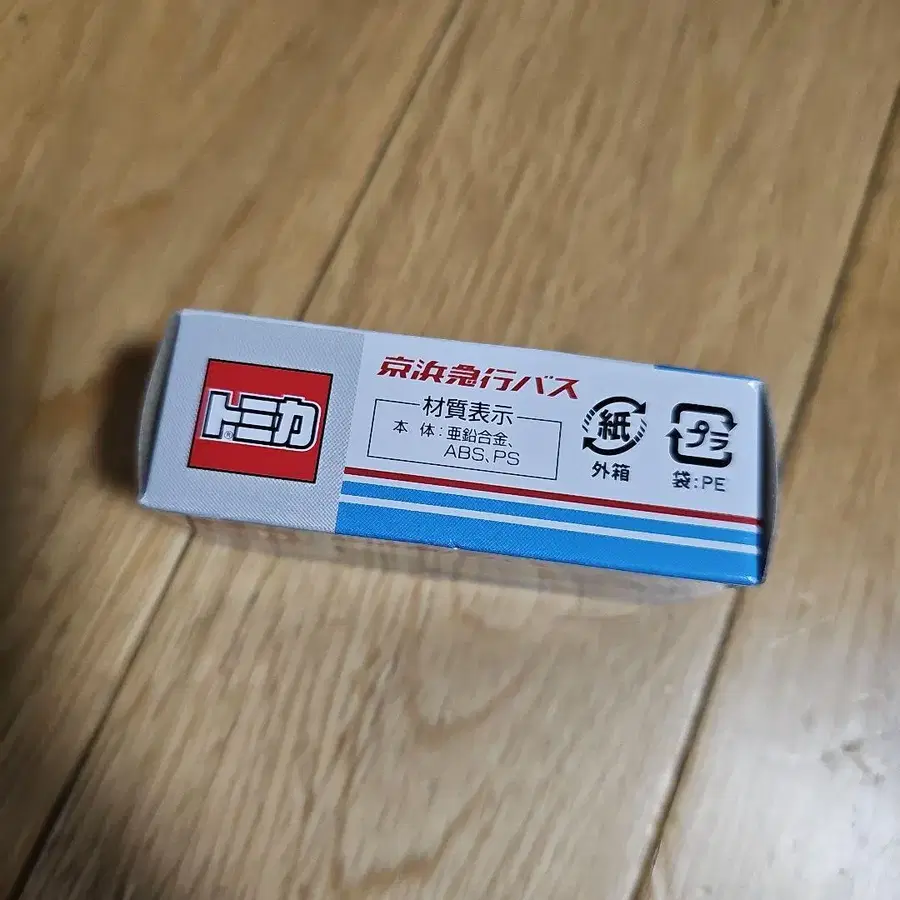 トミカ
®
京浜急行バス
材質表示
本 体:亜鉛合金、
ABS、PS
紙
外箱
プラ
袋:PE